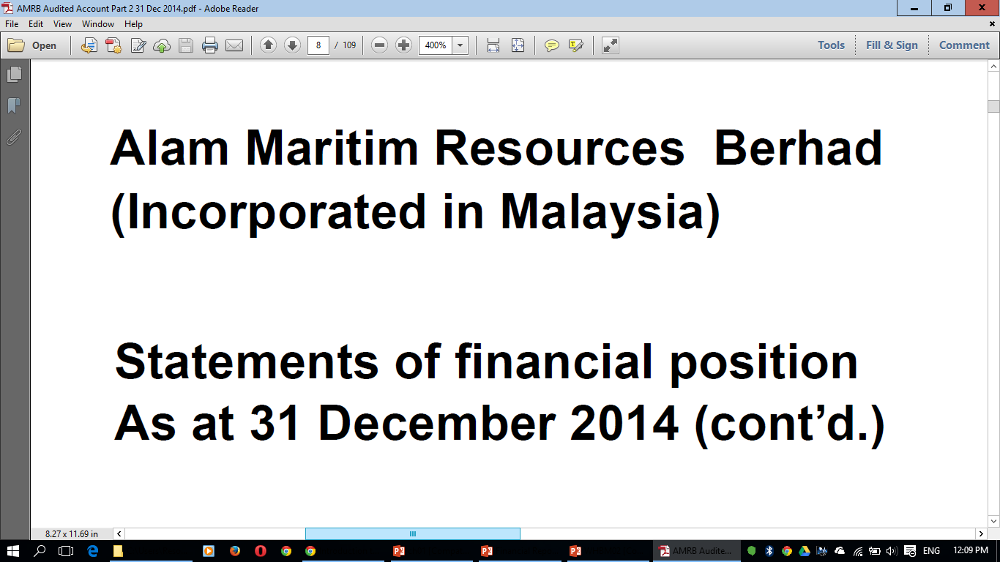 AMRB Audited Account Part 2 31 Dec 2014.pdf - Adobe Reader
File Edit View Window Help
Open 8 / 109 400% Tools Fill & Sign Comment
Alam Maritim Resources Berhad
(Incorporated in Malaysia)
Statements of financial position
As at 31 December 2014 (cont’d.)
8.27 x 11.69 in
AMRB Audite... ENG 12:09 PM